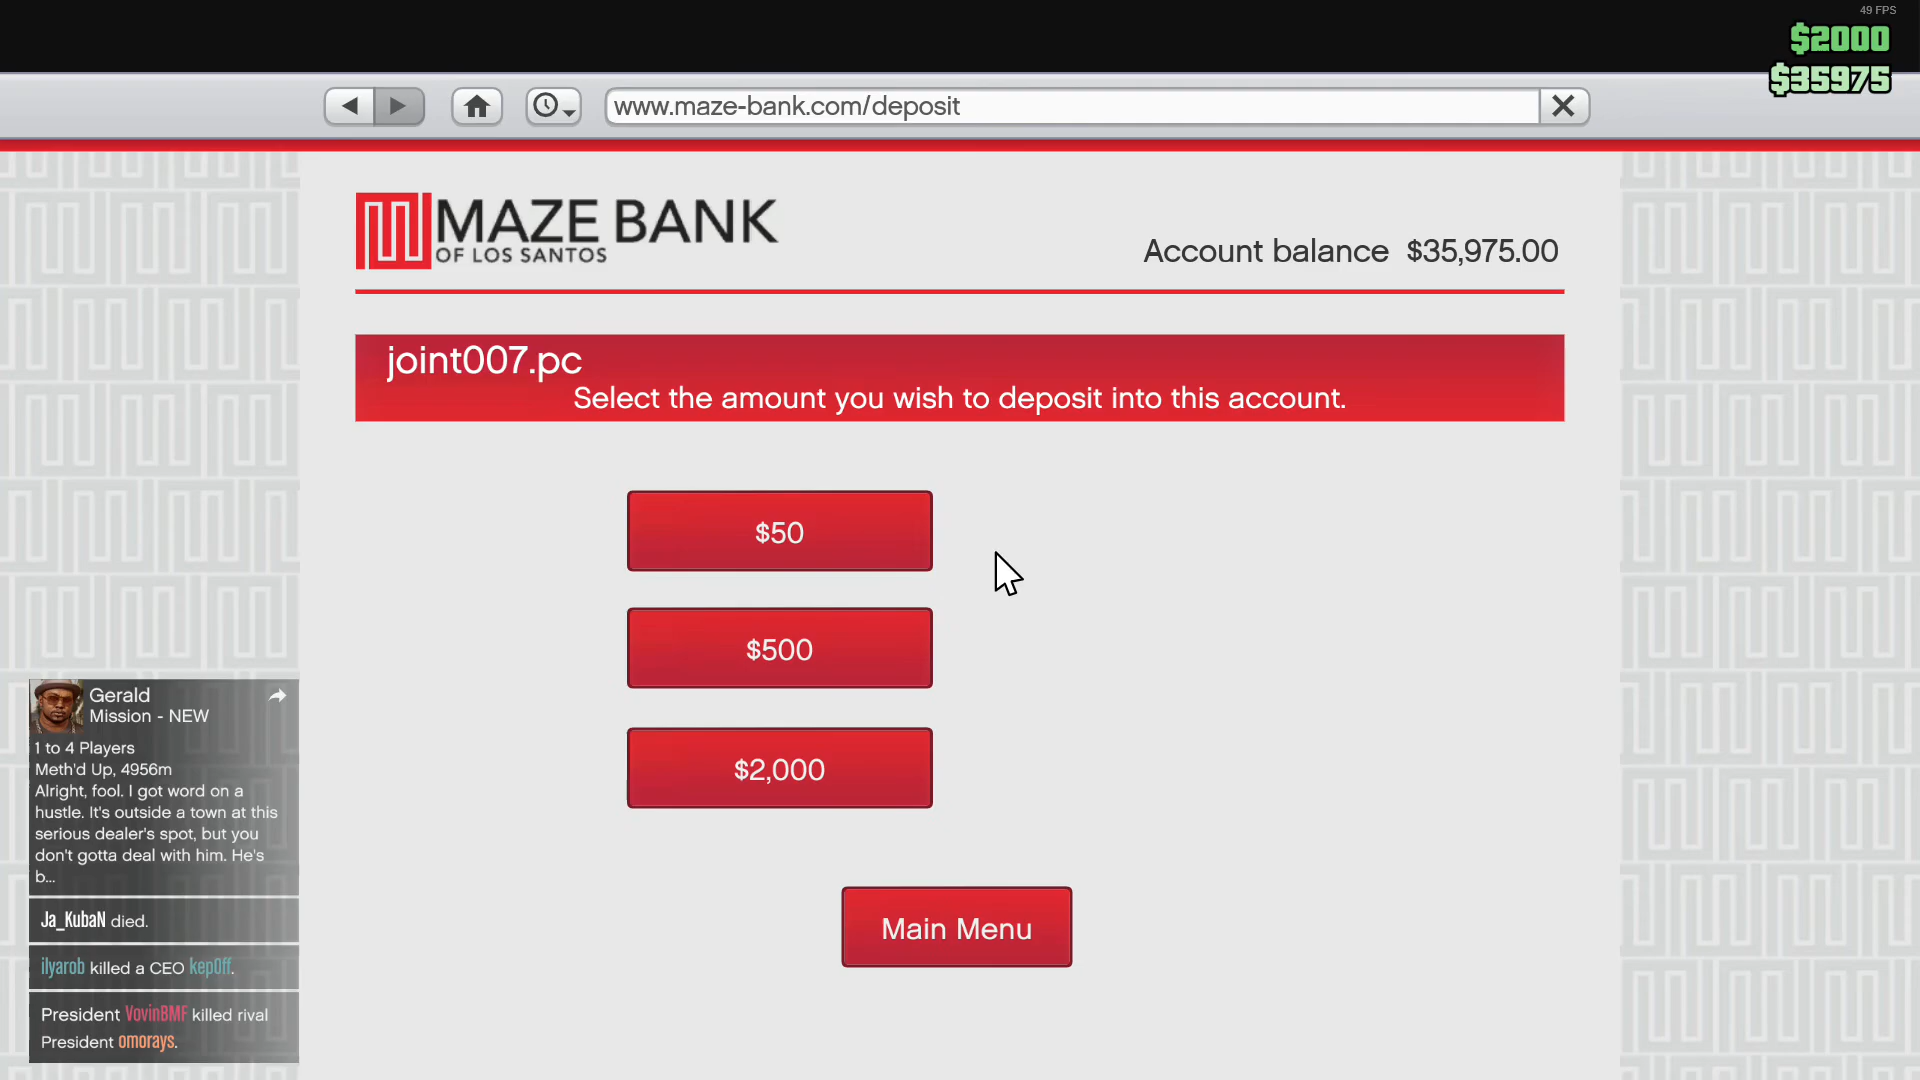 49 FPS
$2000
$35975
www.maze-bank.com/deposit
MAZE BANK
OF LOS SANTOS
Account balance $35,975.00
joint007.pc
Select the amount you wish to deposit into this account.
$50
$500
$2,000
Main Menu
Gerald
Mission - NEW
1 to 4 Players
Meth'd Up, 4956m
Alright, fool. I got word on a
hustle. It's outside a town at this
serious dealer's spot, but you
don't gotta deal with him. He's
b...
Ja_KubaN died.
ilyarob killed a CEO kep0ff.
President VovinBMF killed rival
President omorays.